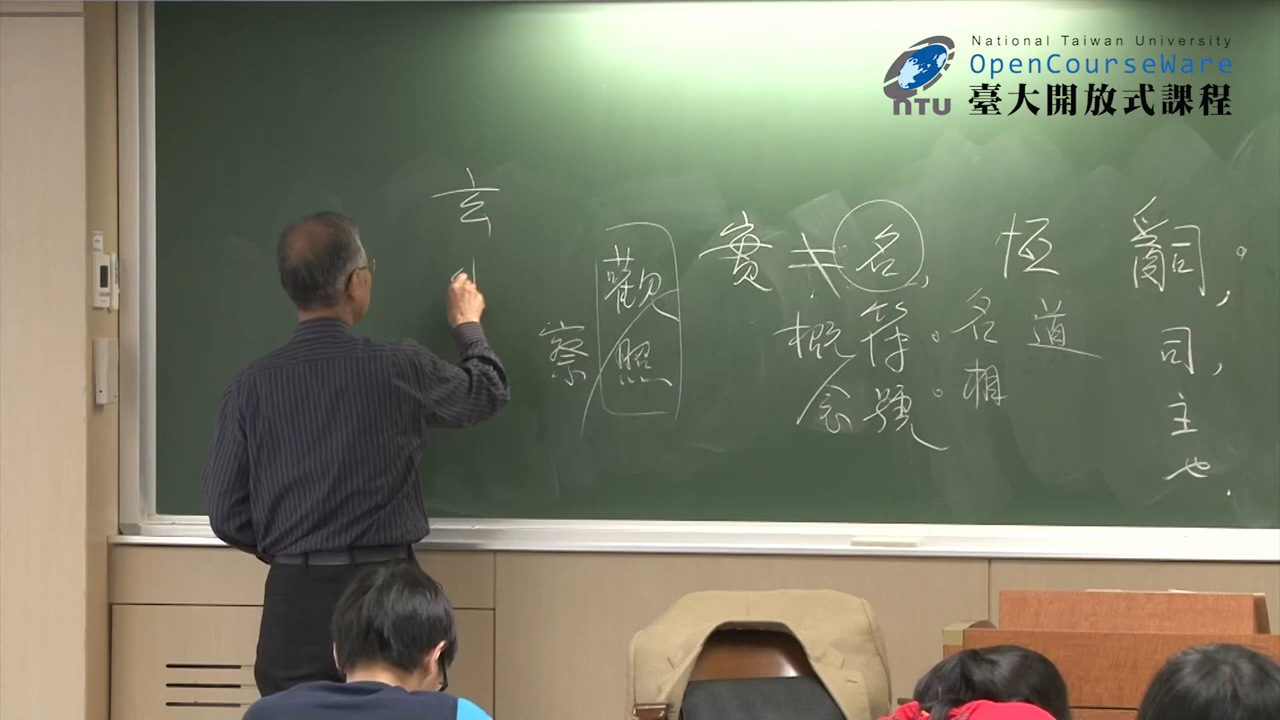 National Taiwan University
OpenCourseWare
臺大開放式課程
NTU
司，主也.
恆道
名相
名，符號。
實≠
概念
觀照
察
玄